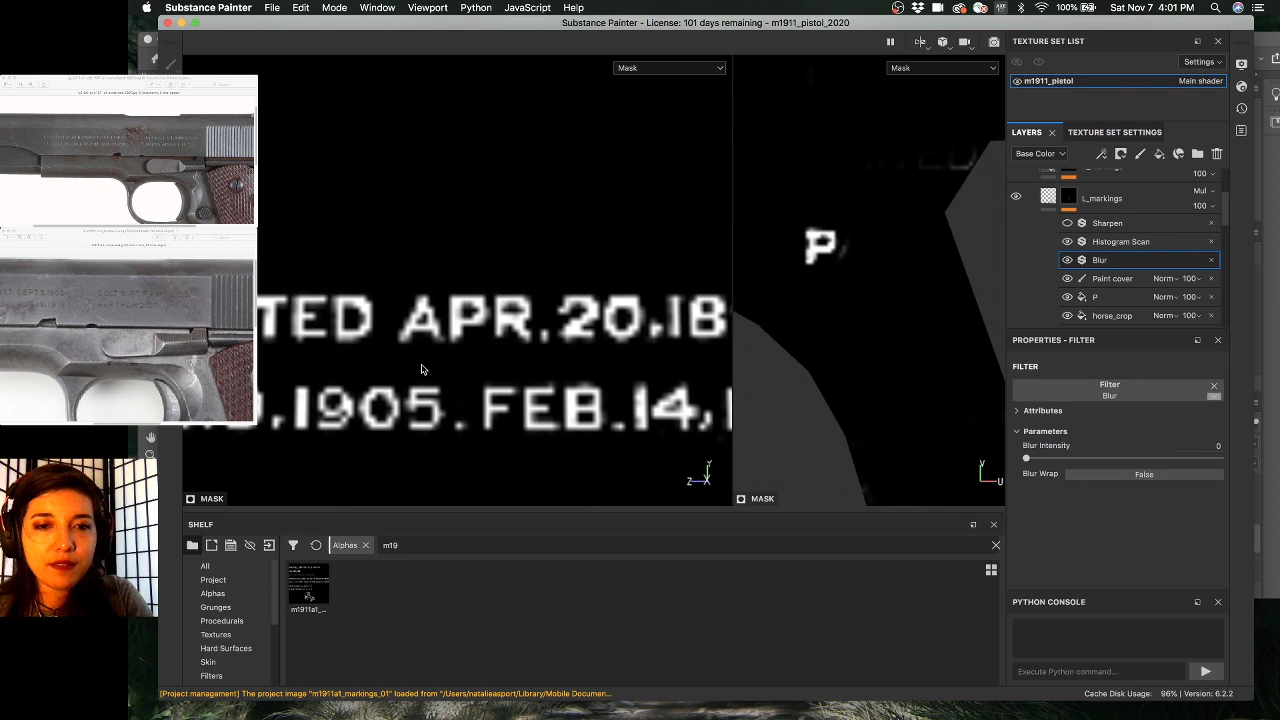 Substance Painter File Edit Mode Window Viewport Python JavaScript Help 100% Sat Nov 7 4:01 PM
Substance Painter - License: 101 days remaining - m1911_pistol_2020
Mask
Mask
TED APR.20,18
,1905. FEB.14,1
P
Z X Y
V U
MASK
MASK
TEXTURE SET LIST
Settings
m1911_pistol Main shader
LAYERS TEXTURE SET SETTINGS
Base Color
100
L_markings Mul
100
Sharpen
Histogram Scan
Blur
Paint cover Norm 100
P Norm 100
horse_crop Norm 100
PROPERTIES - FILTER
FILTER
Filter
Blur
Attributes
Parameters
Blur Intensity 0
Blur Wrap False
SHELF
Alphas m19
All
Project
Alphas
Grunges
Procedurals
Textures
Hard Surfaces
Skin
Filters
m1911a1_...
PYTHON CONSOLE
Execute Python command...
[Project management] The project image "m1911a1_markings_01" loaded from "/Users/natalieasport/Library/Mobile Documen...
Cache Disk Usage: 96% | Version: 6.2.2